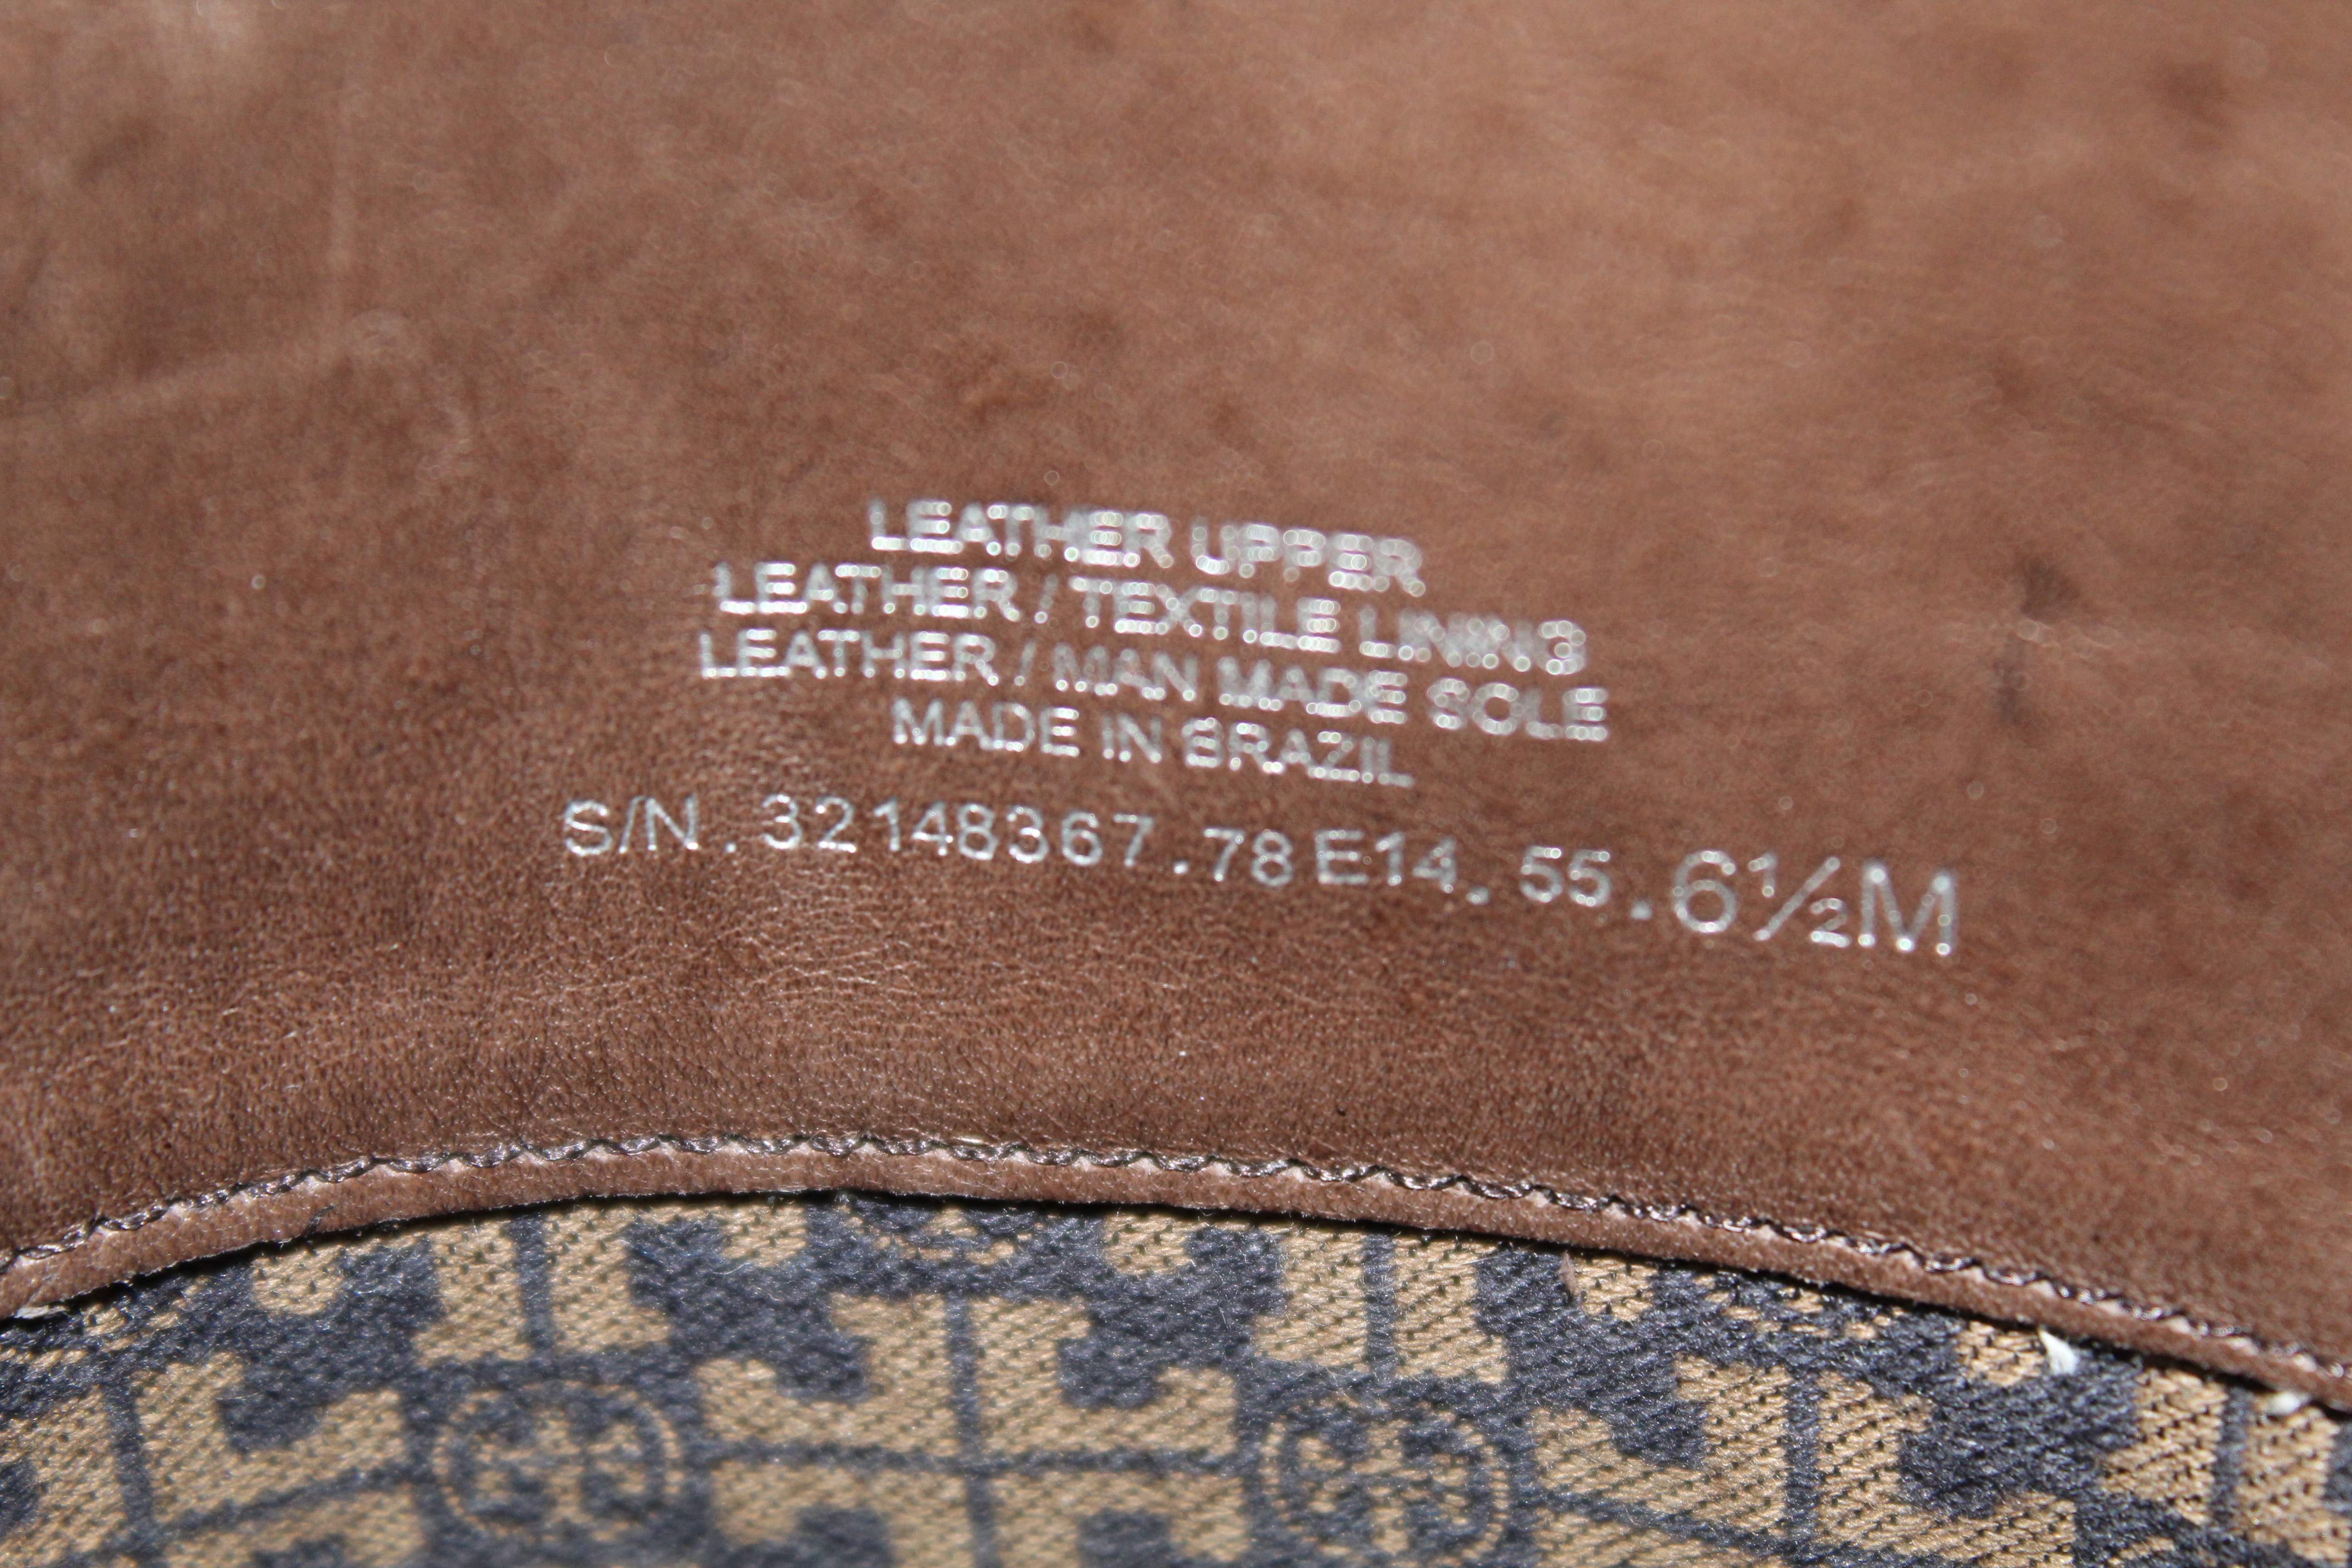 LEATHER UPPER
LEATHER / TEXTILE LINING
LEATHER / MAN MADE SOLE
MADE IN BRAZIL
S/N. 32148367.78E14. 55. 6½M